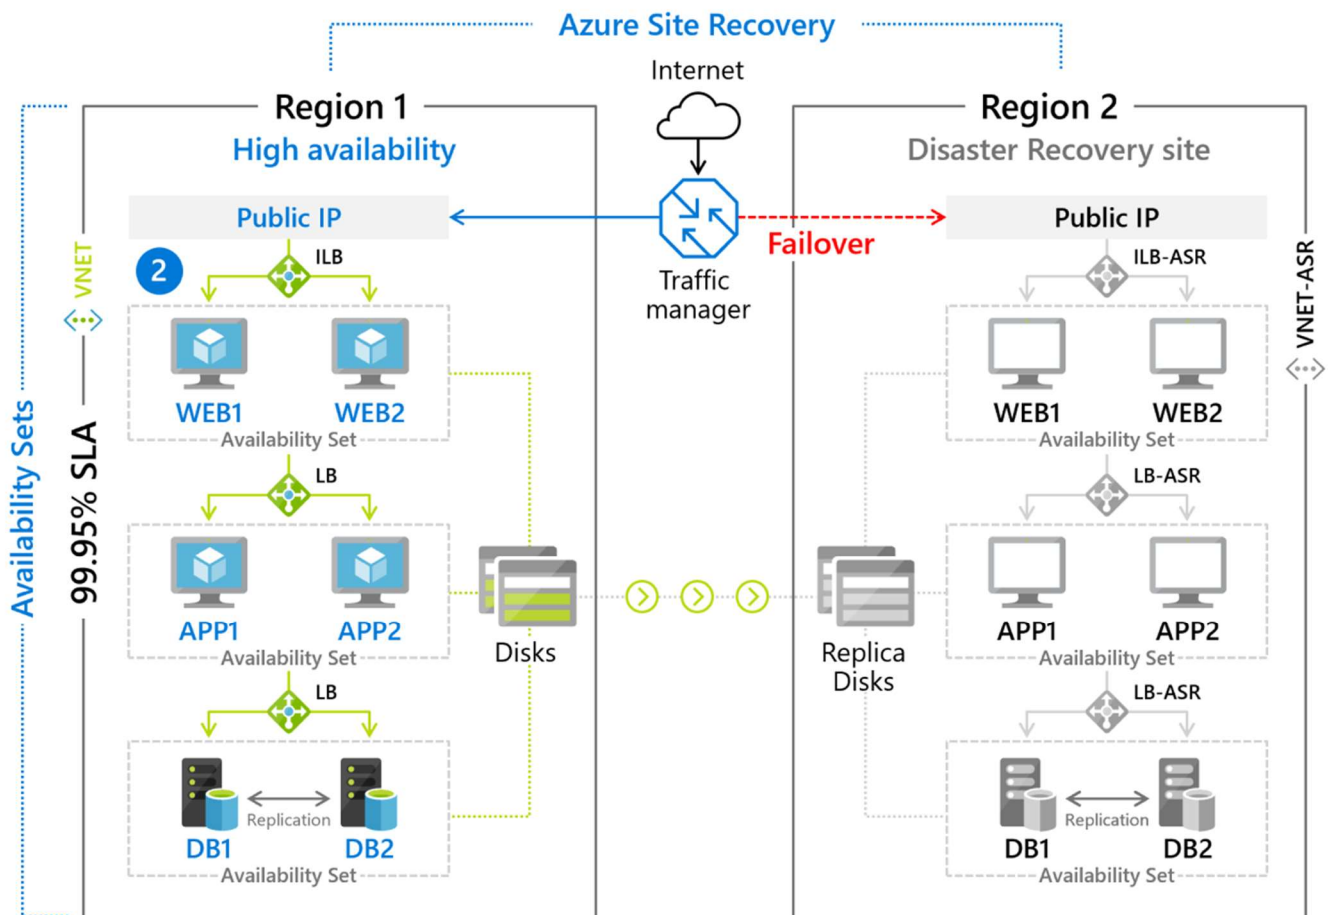 Azure Site Recovery
Internet
Region 1
High availability
Region 2
Disaster Recovery site
Public IP
Traffic
manager
Failover
Public IP
2
ILB
ILB-ASR
VNET
VNET-ASR
WEB1
WEB2
Availability Set
WEB1
WEB2
Availability Set
Availability Sets
99.95% SLA
LB
LB-ASR
APP1
APP2
Availability Set
Disks
Replica
Disks
APP1
APP2
Availability Set
LB
LB-ASR
Replication
DB1
DB2
Availability Set
Replication
DB1
DB2
Availability Set